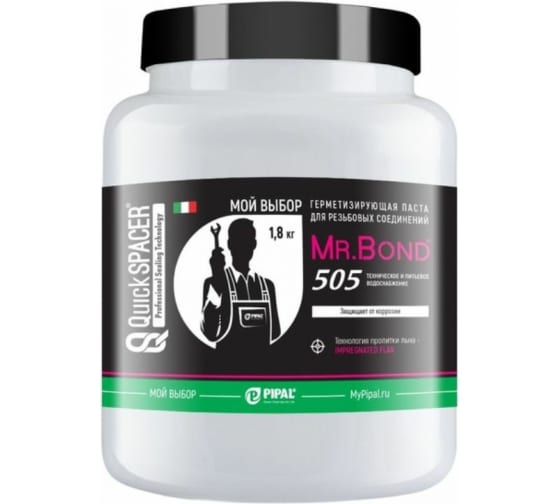 QuickSPACER®
Professional Sealing Technology
МОЙ ВЫБОР
1,8 кг
PIPAL
ГЕРМЕТИЗИРУЮЩАЯ ПАСТА
ДЛЯ РЕЗЬБОВЫХ СОЕДИНЕНИЙ
MR.BOND
505
ТЕХНИЧЕСКОЕ И ПИТЬЕВОЕ
ВОДОСНАБЖЕНИЕ
Защищает от коррозии
Технология пропитки льна -
IMPREGNATED FLAX
МОЙ ВЫБОР
PIPAL®
MyPipal.ru